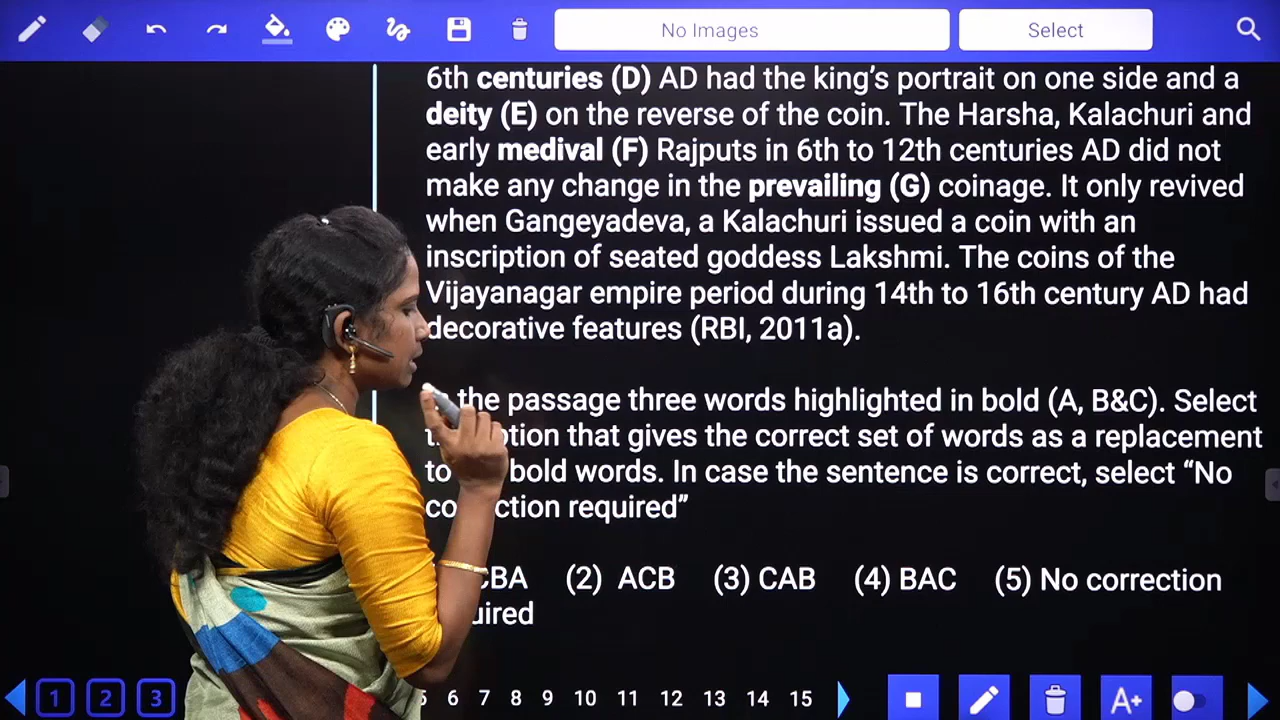 No Images
Select
6th centuries (D) AD had the king's portrait on one side and a
deity (E) on the reverse of the coin. The Harsha, Kalachuri and
early medival (F) Rajputs in 6th to 12th centuries AD did not
make any change in the prevailing (G) coinage. It only revived
when Gangeyadeva, a Kalachuri issued a coin with an
inscription of seated goddess Lakshmi. The coins of the
Vijayanagar empire period during 14th to 16th century AD had
decorative features (RBI, 2011a).
the passage three words highlighted in bold (A, B&C). Select
that gives the correct set of words as a replacement
to bold words. In case the sentence is correct, select “No
required”
CBA (2) ACB (3) CAB (4) BAC (5) No correction
1 2 3 6 7 8 9 10 11 12 13 14 15 A+